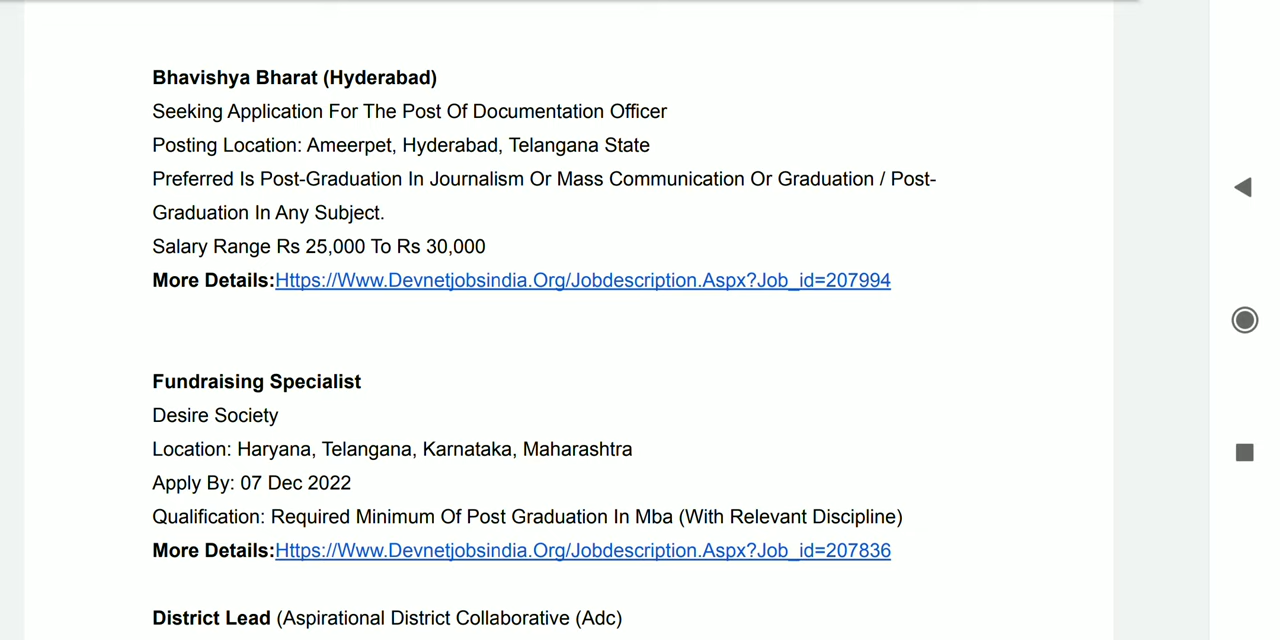 Bhavishya Bharat (Hyderabad)
Seeking Application For The Post Of Documentation Officer
Posting Location: Ameerpet, Hyderabad, Telangana State
Preferred Is Post-Graduation In Journalism Or Mass Communication Or Graduation / Post-
Graduation In Any Subject.
Salary Range Rs 25,000 To Rs 30,000
More Details:Https://Www.Devnetjobsindia.Org/Jobdescription.Aspx?Job_id=207994
Fundraising Specialist
Desire Society
Location: Haryana, Telangana, Karnataka, Maharashtra
Apply By: 07 Dec 2022
Qualification: Required Minimum Of Post Graduation In Mba (With Relevant Discipline)
More Details:Https://Www.Devnetjobsindia.Org/Jobdescription.Aspx?Job_id=207836
District Lead (Aspirational District Collaborative (Adc)